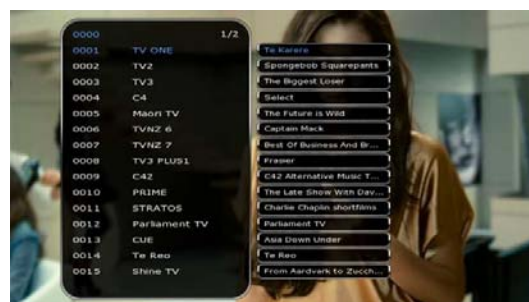 0000 1/2
0001 TV ONE Te Karere
0002 TV2 Spongebob Squarepants
0003 TV3 The Biggest Loser
0004 C4 Select
0005 Maori TV The Future is Wild
0006 TVNZ 6 Captain Mack
0007 TVNZ 7 Best Of Business And Br...
0008 TV3 PLUS1 Frasier
0009 C42 C42 Alternative Music T...
0010 PRIME The Late Show With Dav...
0011 STRATOS Charlie Chaplin shortfilms
0012 Parliament TV Parliament TV
0013 CUE Asia Down Under
0014 Te Reo Te Reo
0015 Shine TV From Aardvark to Zucch...